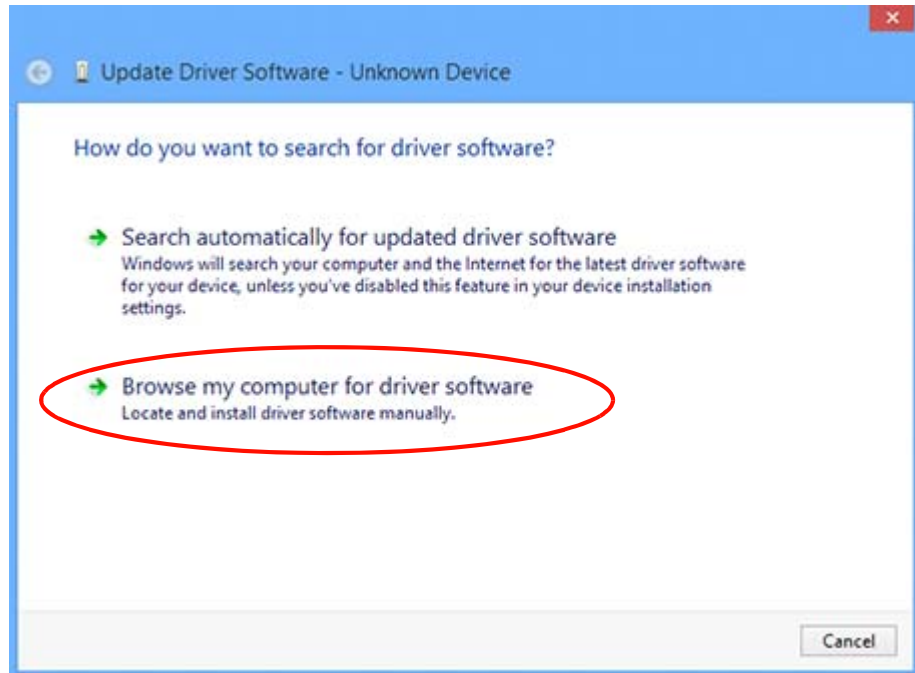 Update Driver Software - Unknown Device
How do you want to search for driver software?
Search automatically for updated driver software
Windows will search your computer and the Internet for the latest driver software
for your device, unless you've disabled this feature in your device installation
settings.
Browse my computer for driver software
Locate and install driver software manually.
Cancel